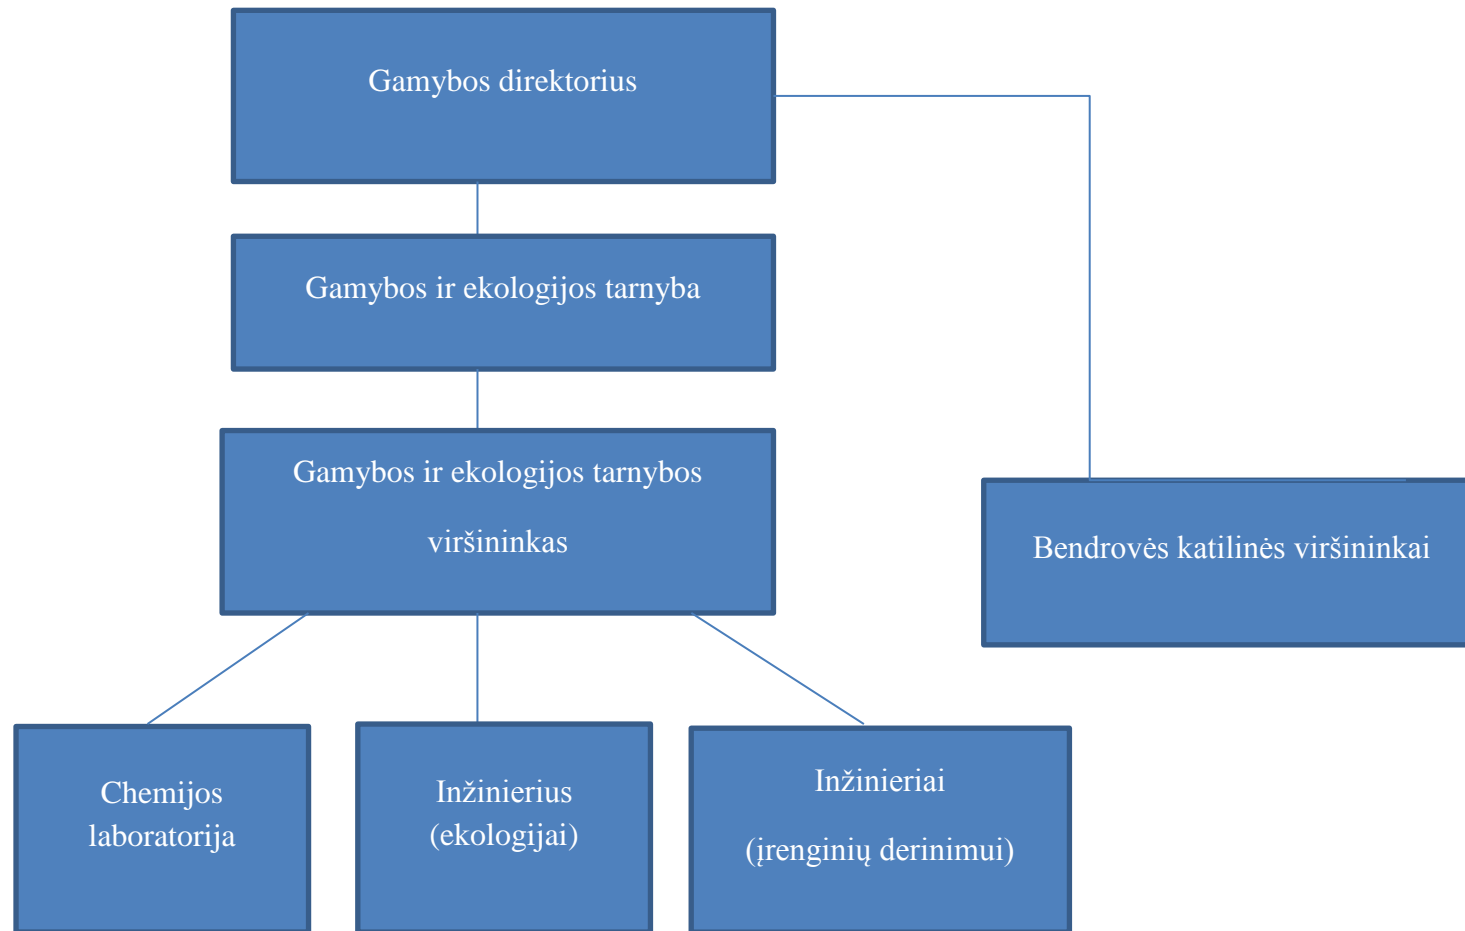 Gamybos direktorius
Gamybos ir ekologijos tarnyba
Gamybos ir ekologijos tarnybos
viršininkas
Bendrovės katilinės viršininkai
Chemijos
laboratorija
Inžinierius
(ekologijai)
Inžinieriai
(įrenginių derinimui)